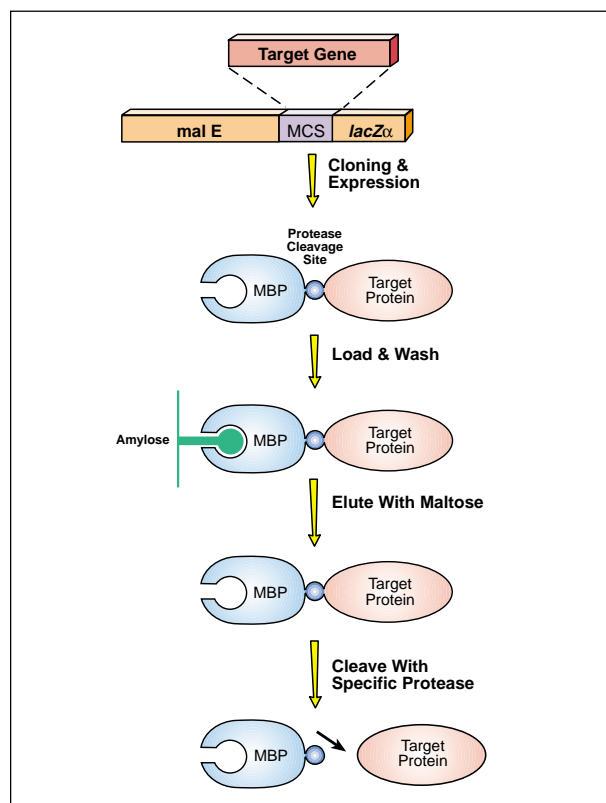 Target Gene
mal E MCS lacZα
Cloning &
Expression
Protease
Cleavage
Site
MBP
Target
Protein
Load & Wash
Amylose
MBP
Target
Protein
Elute With Maltose
MBP
Target
Protein
Cleave With
Specific Protease
MBP
Target
Protein